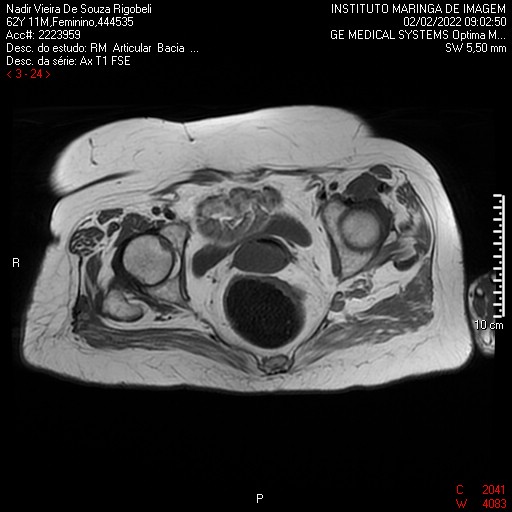 Nadir Vieira De Souza Rigobeli
62Y 11M,Feminino,444535
Acc#: 2223959
Desc. do estudo: RM Articular Bacia ...
Desc. da série: Ax T1 FSE
< 3 - 24 >
INSTITUTO MARINGA DE IMAGEM
02/02/2022 09:02:50
GE MEDICAL SYSTEMS Optima M...
SW 5,50 mm
R
10 cm
P
C 2041
W 4083